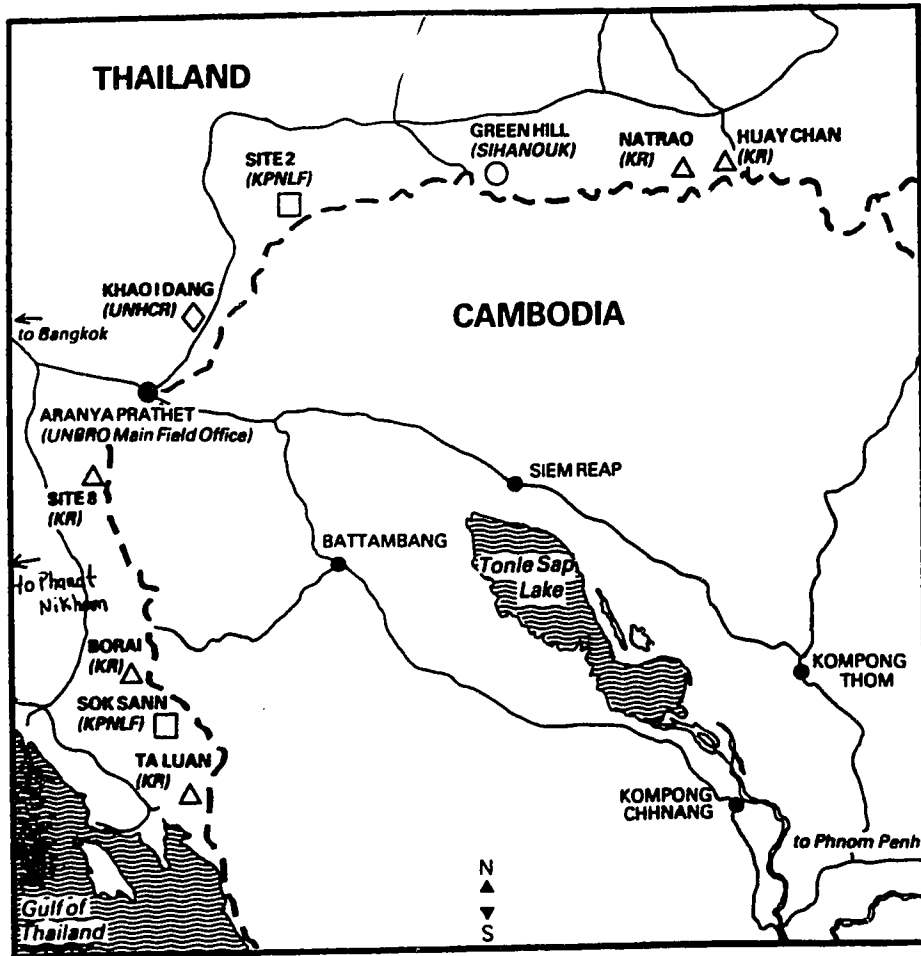 THAILAND
GREEN HILL
(SIHANOUK)
NATRAO
(KR)
HUAY CHAN
(KR)
SITE 2
(KPNLF)
KHAO I DANG
(UNHCR)
to Bangkok
CAMBODIA
ARANYA PRATHET
(UNBRO Main Field Office)
SITE 8
(KR)
SIEM REAP
BATTAMBANG
Tonle Sap
Lake
to Phanat
Nikhom
BORAI
(KR)
SOK SANN
(KPNLF)
TA LUAN
(KR)
KOMPONG
THOM
KOMPONG
CHHNANG
to Phnom Penh
N
S
Gulf of
Thailand